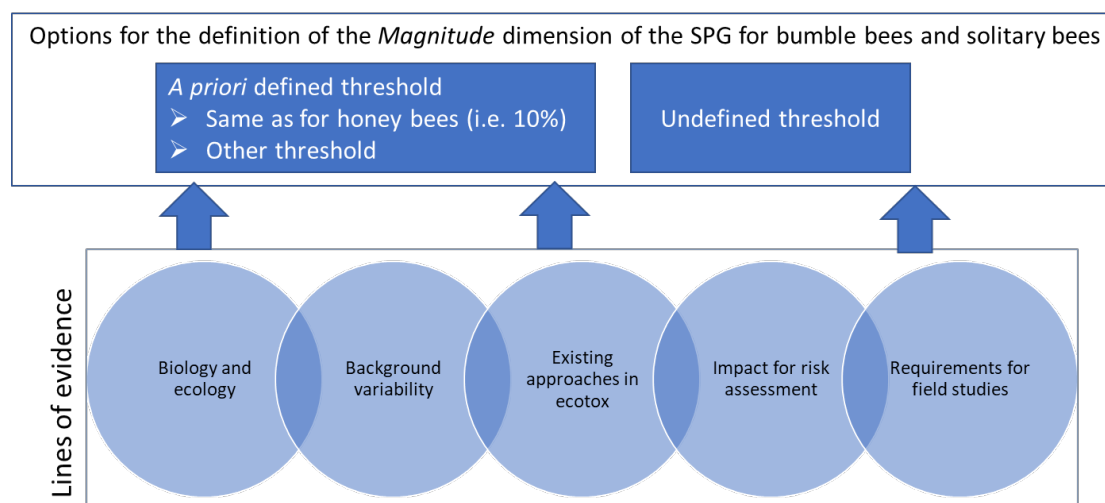 Options for the definition of the Magnitude dimension of the SPG for bumble bees and solitary bees
A priori defined threshold
➢ Same as for honey bees (i.e. 10%)
➢ Other threshold
Undefined threshold
Lines of evidence
Biology and
ecology
Background
variability
Existing
approaches in
ecotox
Impact for risk
assessment
Requirements for
field studies